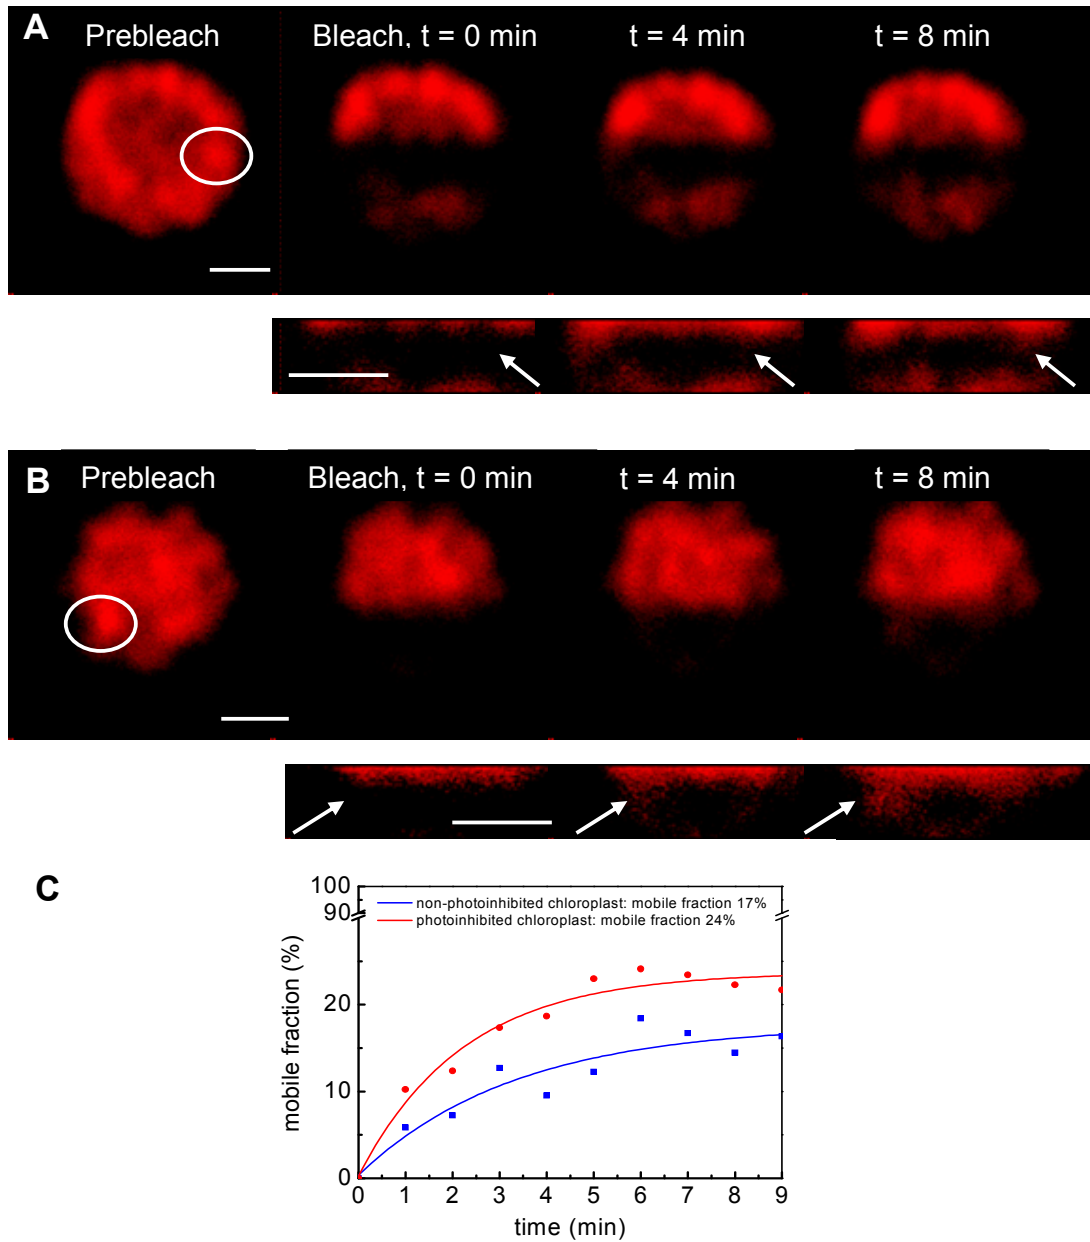 A
Prebleach
Bleach, t = 0 min
t = 4 min
t = 8 min
B
Prebleach
Bleach, t = 0 min
t = 4 min
t = 8 min
C
100
90
20
10
0
mobile fraction (%)
non-photoinhibited chloroplast: mobile fraction 17%
photoinhibited chloroplast: mobile fraction 24%
0 1 2 3 4 5 6 7 8 9
time (min)